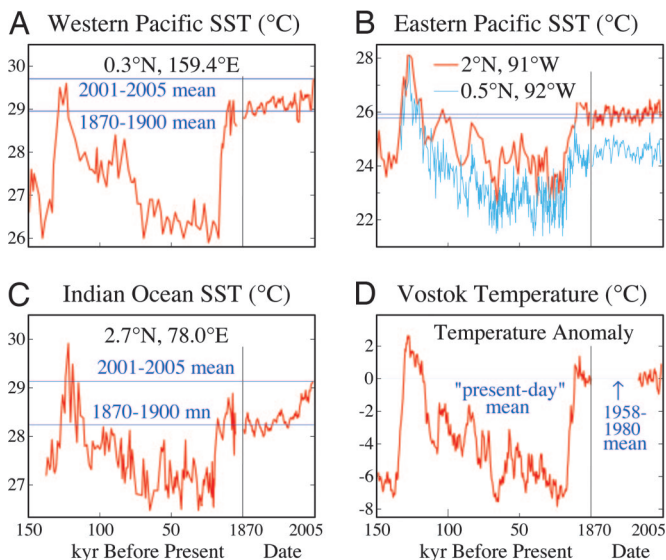 A Western Pacific SST (°C)
0.3°N, 159.4°E
2001-2005 mean
1870-1900 mean
30
29
28
27
26
B Eastern Pacific SST (°C)
2°N, 91°W
0.5°N, 92°W
28
26
24
22
C Indian Ocean SST (°C)
2.7°N, 78.0°E
2001-2005 mean
1870-1900 mn
30
29
28
27
150 100 50 1870 2005
kyr Before Present Date
D Vostok Temperature (°C)
Temperature Anomaly
"present-day"
mean
↑
1958-
1980
mean
2
0
-2
-4
-6
-8
150 100 50 1870 2005
kyr Before Present Date